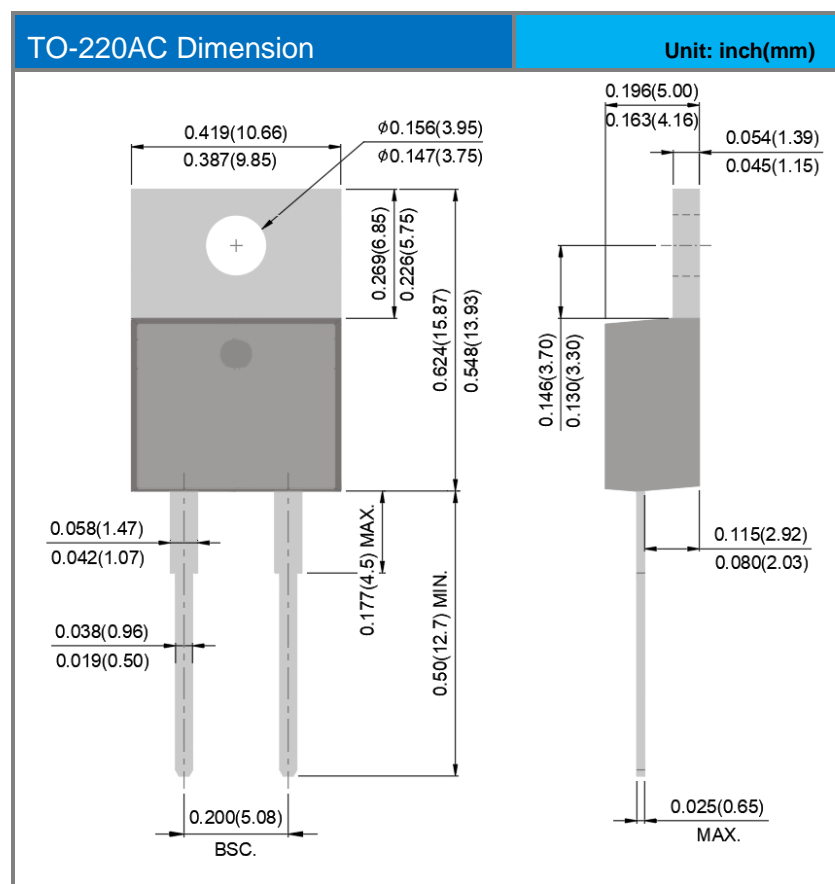 TO-220AC Dimension
Unit: inch(mm)
0.419(10.66)
0.387(9.85)
ϕ0.156(3.95)
ϕ0.147(3.75)
0.269(6.85)
0.226(5.75)
0.624(15.87)
0.548(13.93)
0.058(1.47)
0.042(1.07)
0.177(4.5) MAX.
0.038(0.96)
0.019(0.50)
0.50(12.7) MIN.
0.200(5.08)
BSC.
0.196(5.00)
0.163(4.16)
0.054(1.39)
0.045(1.15)
0.146(3.70)
0.130(3.30)
0.115(2.92)
0.080(2.03)
0.025(0.65)
MAX.